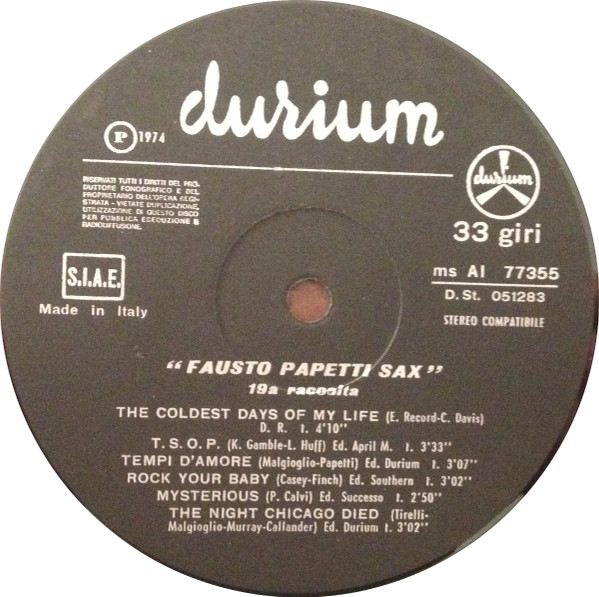 durium
P 1974
RISERVATI TUTTI I DIRITTI DEL PRO-
DUTTORE FONOGRAFICO E DEL
PROPRIETARIO DELL'OPERA REGI-
STRATA - VIETATE DUPLICAZIONE,
UTILIZZAZIONE DI QUESTO DISCO
PER PUBBLICA ESECUZIONE E
RADIODIFFUSIONE.
durium
33 giri
S.I.A.E.
Made in Italy
ms AI 77355
D. St. 051283
STEREO COMPATIBILE
"FAUSTO PAPETTI SAX"
19a raccolta
THE COLDEST DAYS OF MY LIFE (E. Record-C. Davis)
D. R. t. 4'10''
T. S. O. P. (K. Gamble-L. Huff) Ed. April M. t. 3'33''
TEMPI D'AMORE (Malgioglio-Papetti) Ed. Durium t. 3'07''
ROCK YOUR BABY (Casey-Finch) Ed. Southern t. 3'02''
MYSTERIOUS (P. Calvi) Ed. Successo t. 2'50''
THE NIGHT CHICAGO DIED (Tirelli-
Malgioglio-Murray-Callander) Ed. Durium t. 3'02''